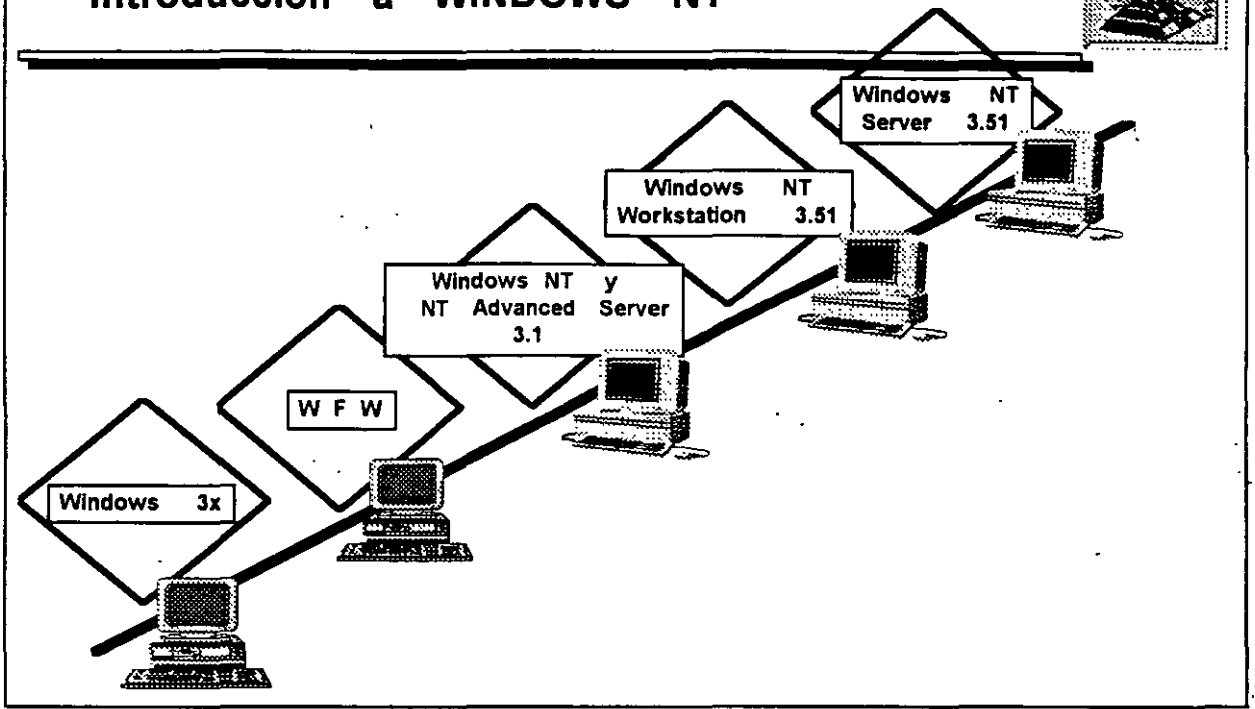 Introducción a WINDOWS NT
Windows NT
Server 3.51
Windows NT
Workstation 3.51
Windows NT y
NT Advanced Server
3.1
W F W
Windows 3x